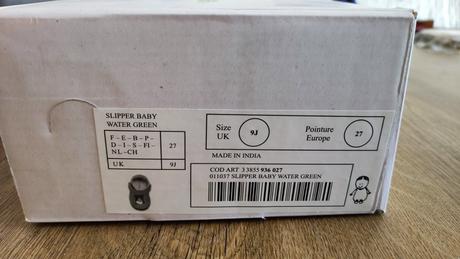 SLIPPER BABY
WATER GREEN
F – E – B – P –
D – I – S – FI –
NL – CH
27
UK
9J
Size
UK
9J
Pointure
Europe
27
MADE IN INDIA
COD ART 3 3855 936 027
011037 SLIPPER BABY WATER GREEN